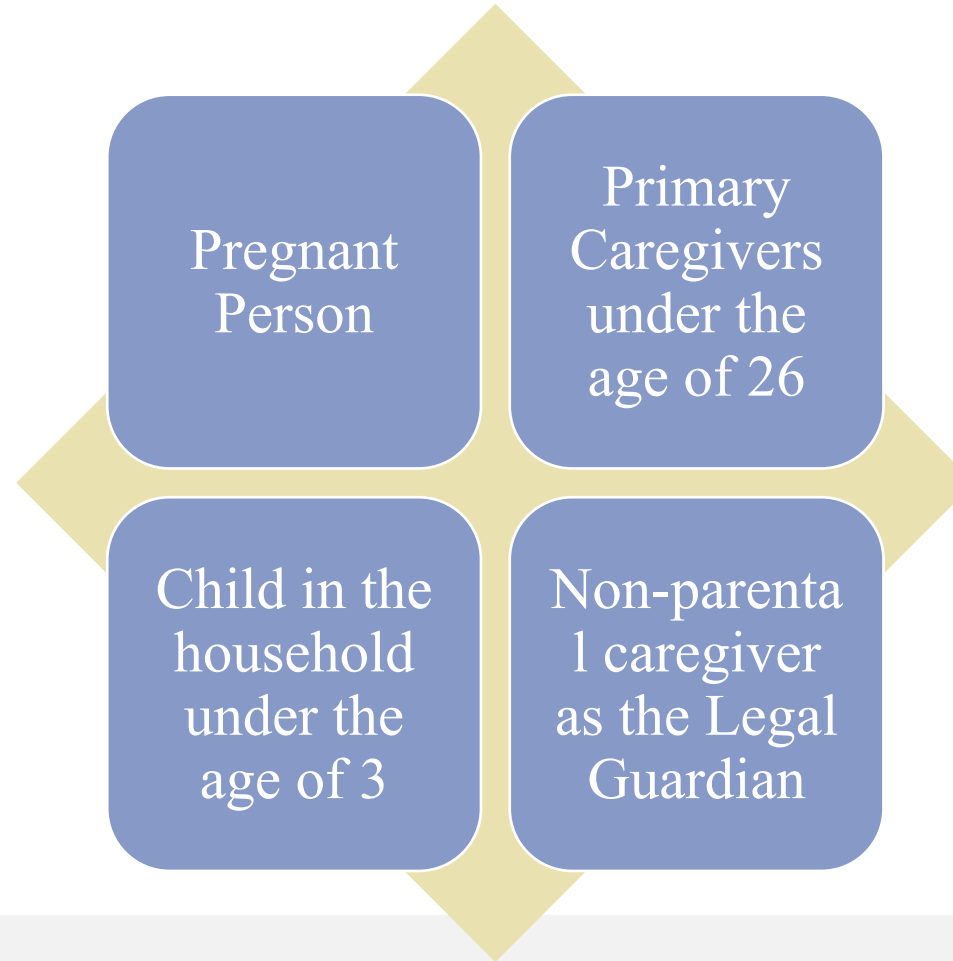 Pregnant
Person
Primary
Caregivers
under the
age of 26
Child in the
household
under the
age of 3
Non-parenta
l caregiver
as the Legal
Guardian